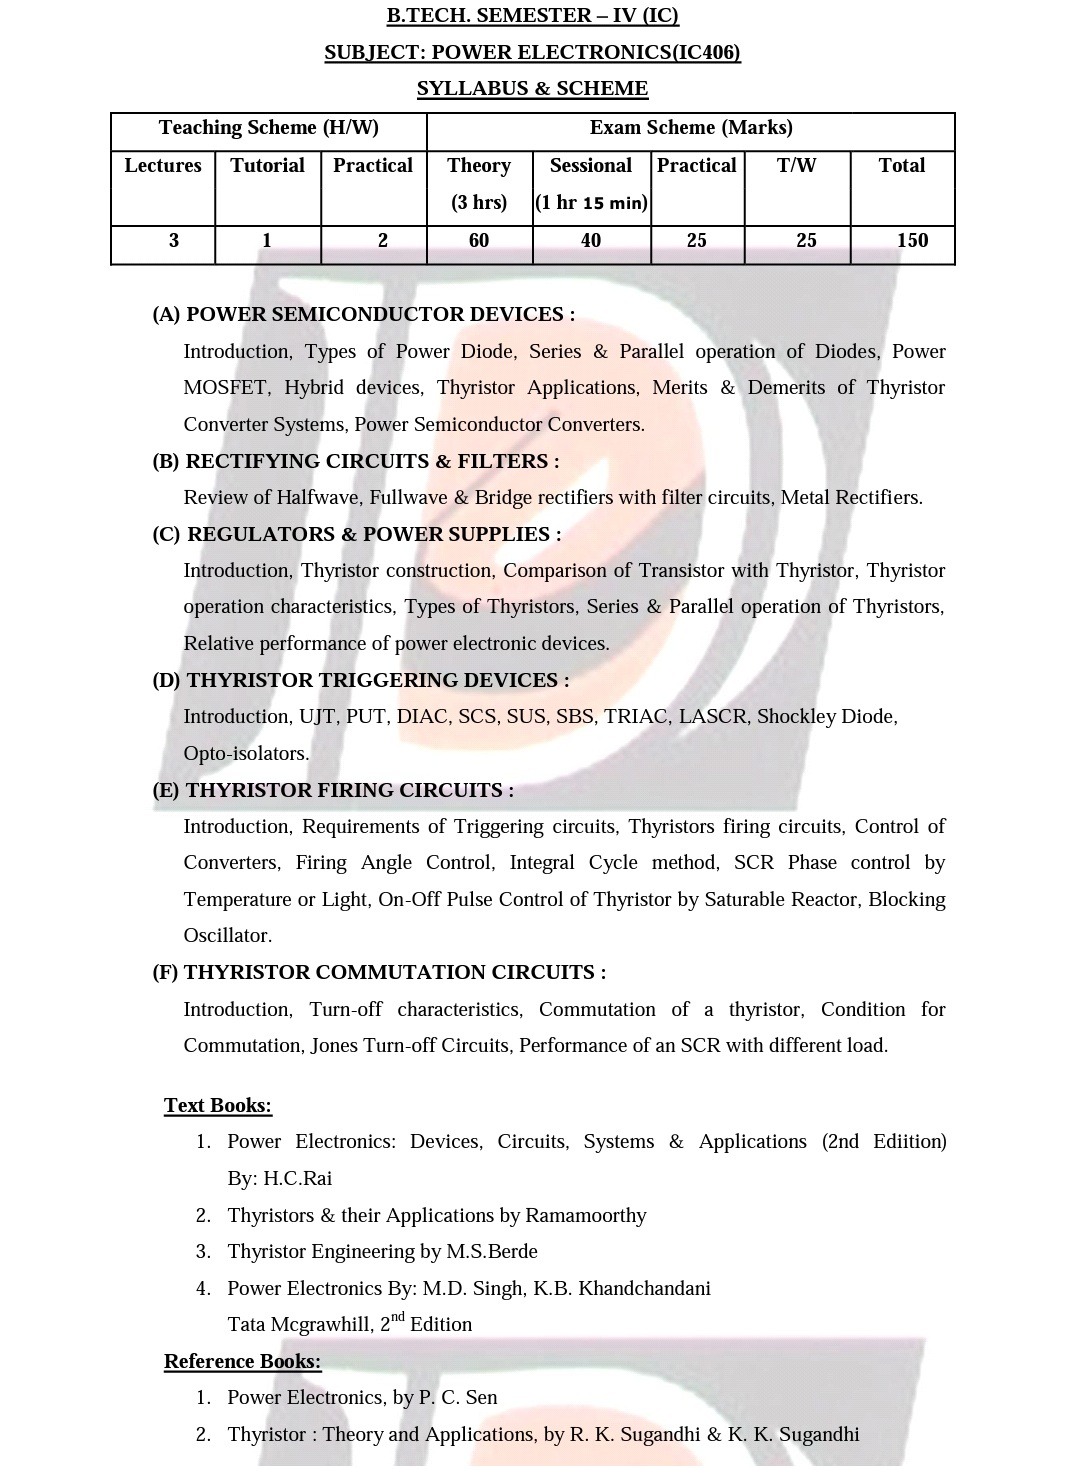 B.TECH. SEMESTER – IV (IC)
SUBJECT: POWER ELECTRONICS(IC406)
SYLLABUS & SCHEME
Teaching Scheme (H/W) Exam Scheme (Marks)
Lectures Tutorial Practical Theory Sessional Practical T/W Total
(3 hrs) (1 hr 15 min)
3 1 2 60 40 25 25 150
(A) POWER SEMICONDUCTOR DEVICES :
Introduction, Types of Power Diode, Series & Parallel operation of Diodes, Power
MOSFET, Hybrid devices, Thyristor Applications, Merits & Demerits of Thyristor
Converter Systems, Power Semiconductor Converters.
(B) RECTIFYING CIRCUITS & FILTERS :
Review of Halfwave, Fullwave & Bridge rectifiers with filter circuits, Metal Rectifiers.
(C) REGULATORS & POWER SUPPLIES :
Introduction, Thyristor construction, Comparison of Transistor with Thyristor, Thyristor
operation characteristics, Types of Thyristors, Series & Parallel operation of Thyristors,
Relative performance of power electronic devices.
(D) THYRISTOR TRIGGERING DEVICES :
Introduction, UJT, PUT, DIAC, SCS, SUS, SBS, TRIAC, LASCR, Shockley Diode,
Opto-isolators.
(E) THYRISTOR FIRING CIRCUITS :
Introduction, Requirements of Triggering circuits, Thyristors firing circuits, Control of
Converters, Firing Angle Control, Integral Cycle method, SCR Phase control by
Temperature or Light, On-Off Pulse Control of Thyristor by Saturable Reactor, Blocking
Oscillator.
(F) THYRISTOR COMMUTATION CIRCUITS :
Introduction, Turn-off characteristics, Commutation of a thyristor, Condition for
Commutation, Jones Turn-off Circuits, Performance of an SCR with different load.
Text Books:
1. Power Electronics: Devices, Circuits, Systems & Applications (2nd Ediition)
By: H.C.Rai
2. Thyristors & their Applications by Ramamoorthy
3. Thyristor Engineering by M.S.Berde
4. Power Electronics By: M.D. Singh, K.B. Khandchandani
Tata Mcgrawhill, 2nd Edition
Reference Books:
1. Power Electronics, by P. C. Sen
2. Thyristor : Theory and Applications, by R. K. Sugandhi & K. K. Sugandhi